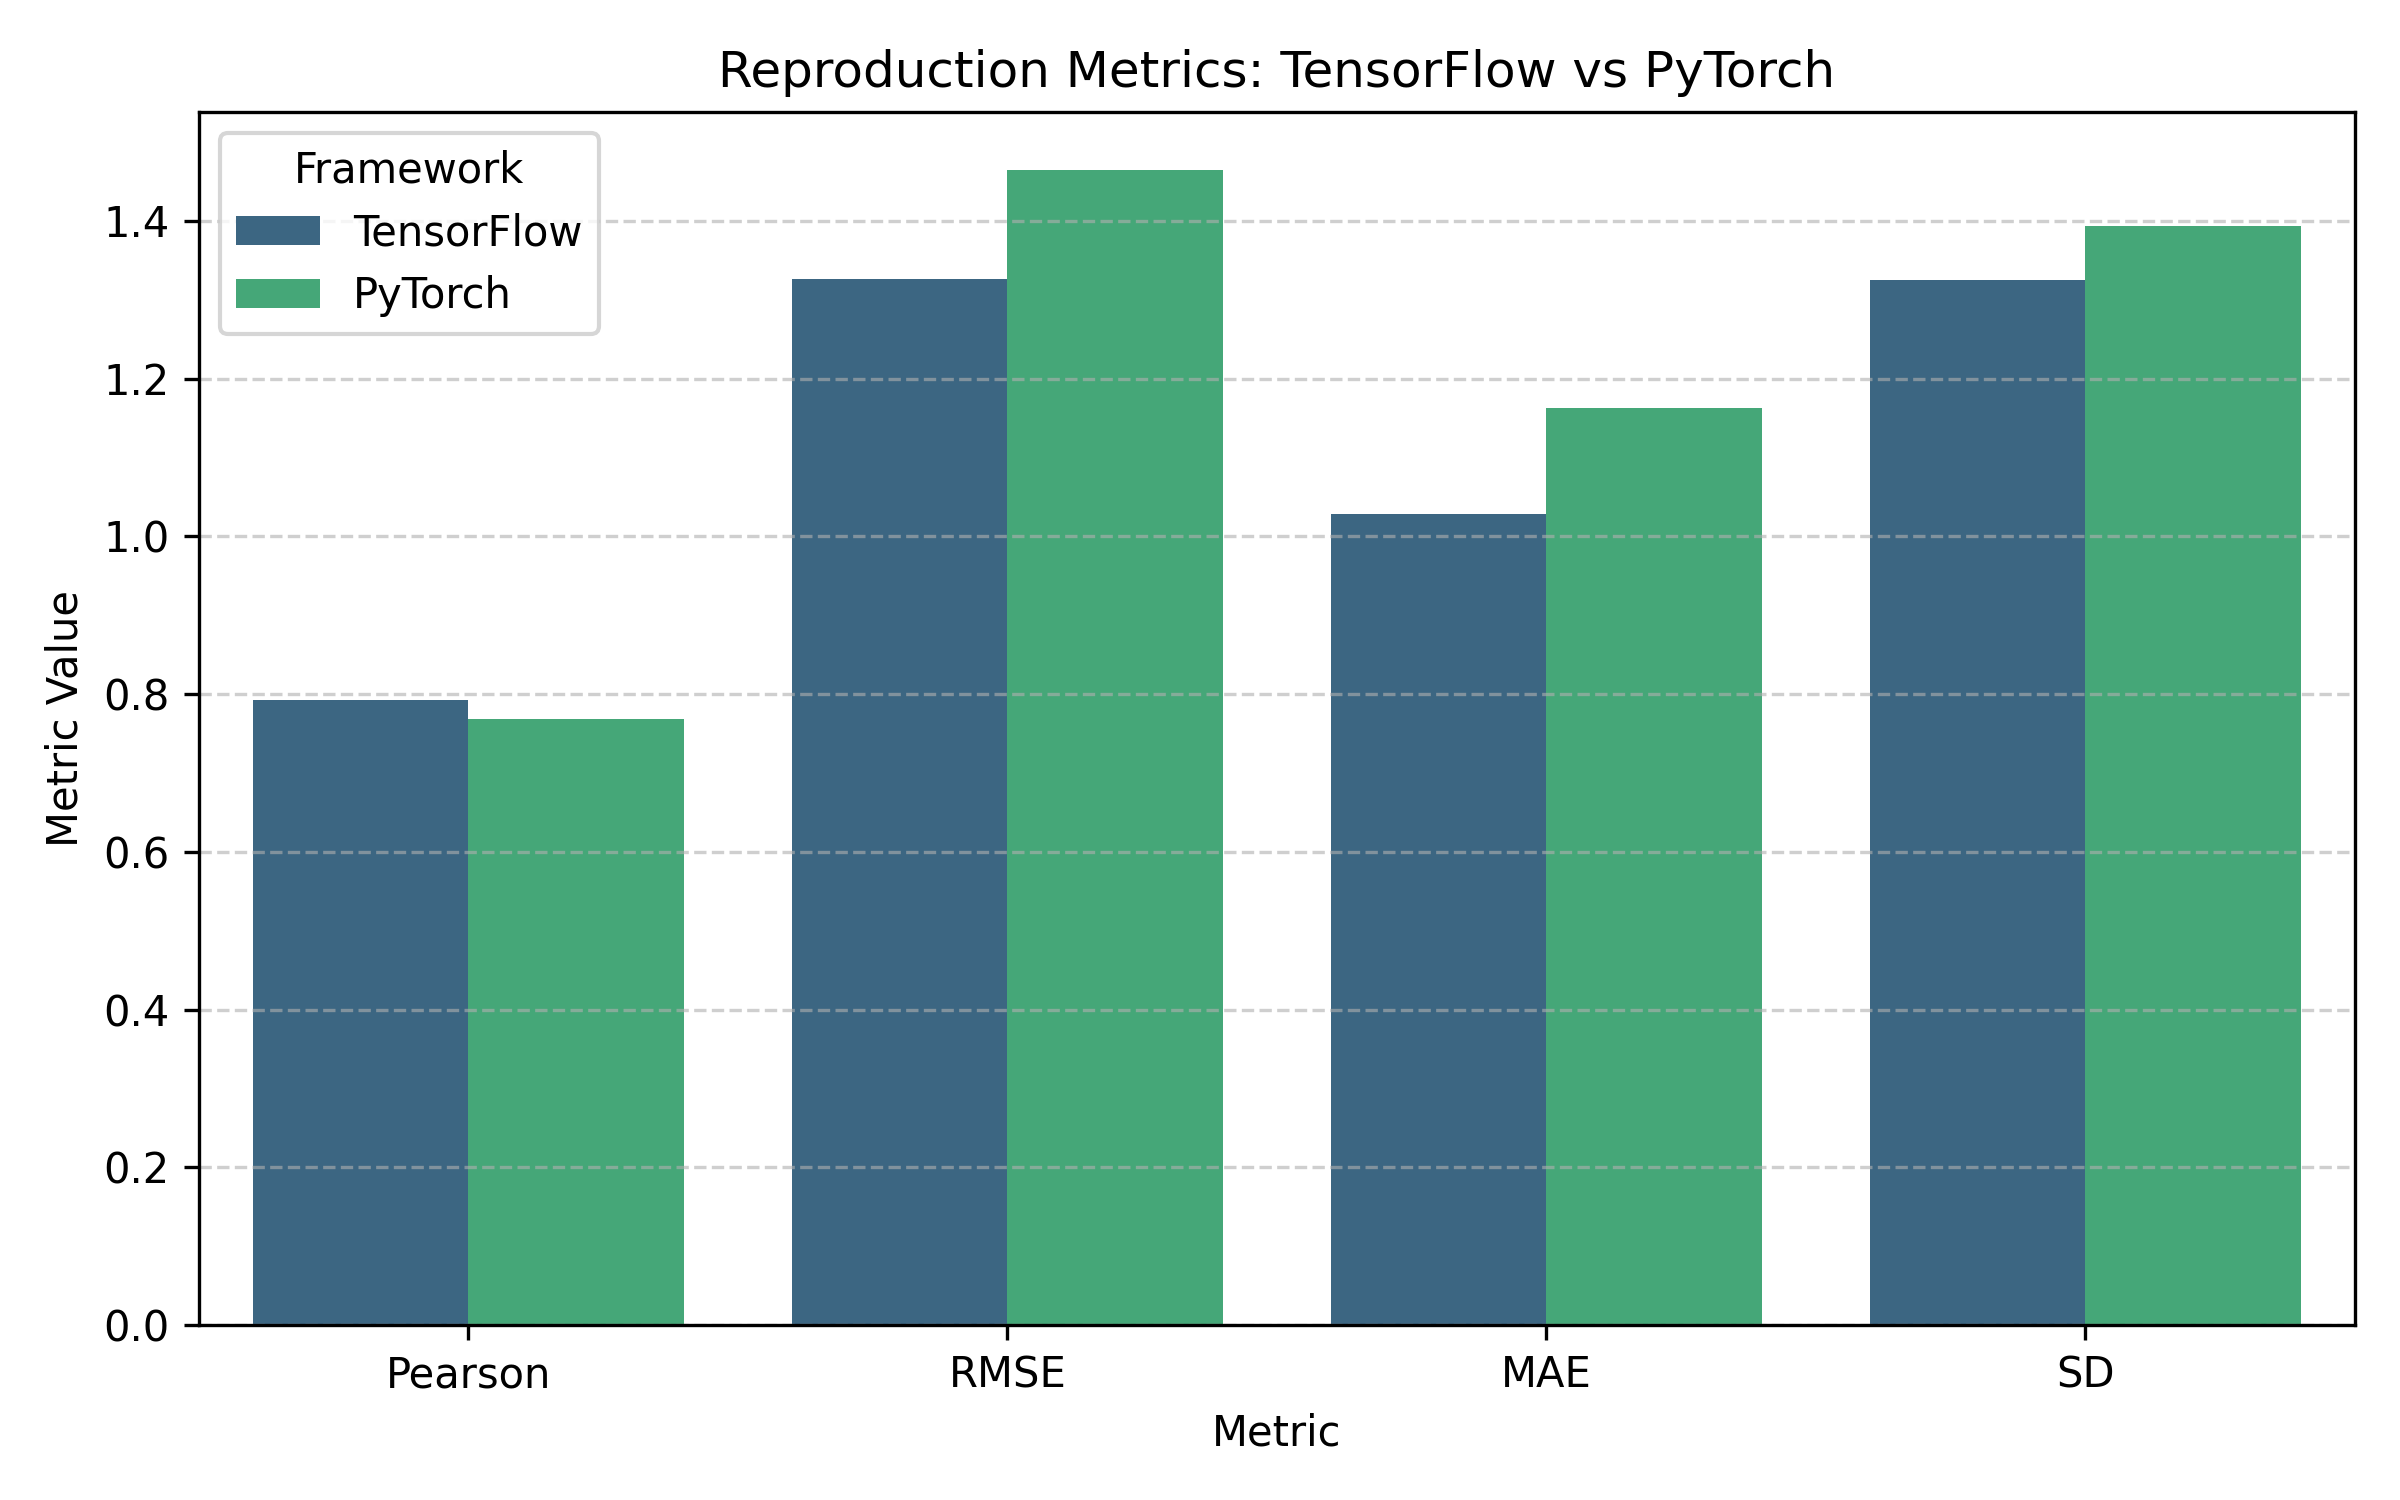 Reproduction Metrics: TensorFlow vs PyTorch
Framework
TensorFlow
PyTorch
1.4
1.2
1.0
0.8
0.6
0.4
0.2
0.0
Metric Value
Pearson RMSE MAE SD
Metric